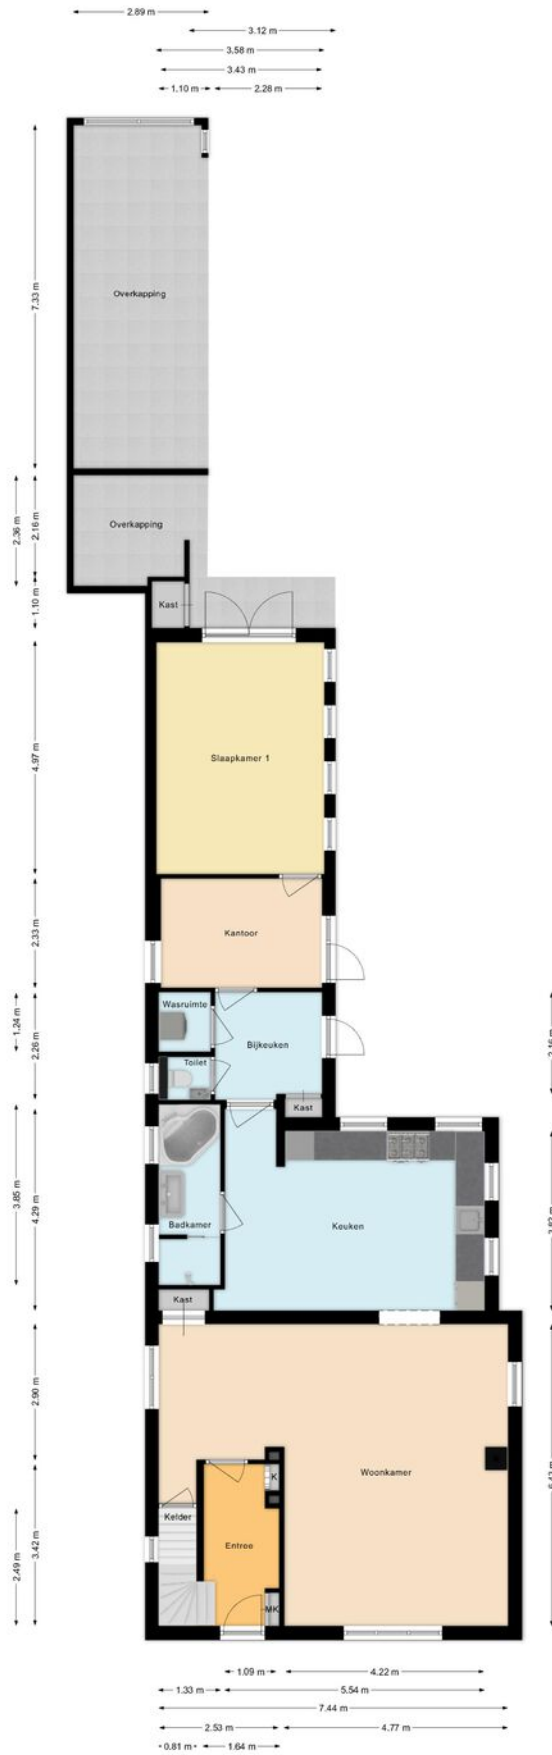 2.89 m
3.12 m
3.58 m
3.43 m
1.10 m
2.28 m
7.33 m
Overkapping
2.36 m
2.16 m
Overkapping
1.10 m
Kast
4.97 m
Slaapkamer 1
2.33 m
Kantoor
1.24 m
2.26 m
Wasruimte
Bijkeuken
Toilet
Kast
3.85 m
4.29 m
Badkamer
Keuken
Kast
2.90 m
Woonkamer
K
Kelder
2.49 m
3.42 m
Entree
MK
1.09 m
4.22 m
1.33 m
5.54 m
7.44 m
2.53 m
4.77 m
0.81 m
1.64 m